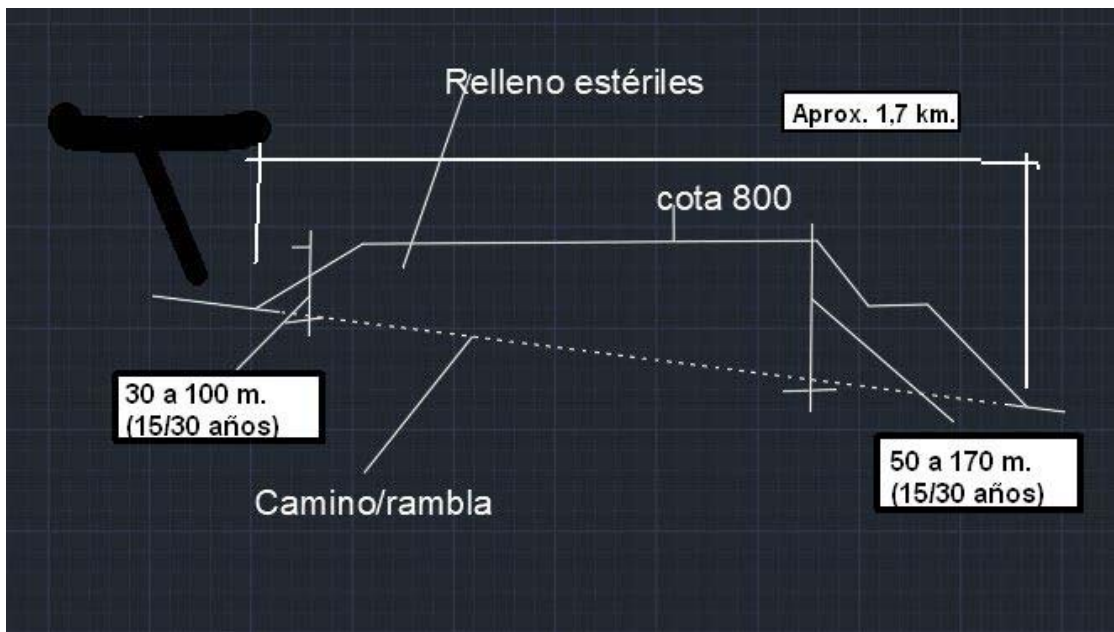 Relleno estériles
Aprox. 1,7 km.
cota 800
30 a 100 m.
(15/30 años)
50 a 170 m.
(15/30 años)
Camino/rambla